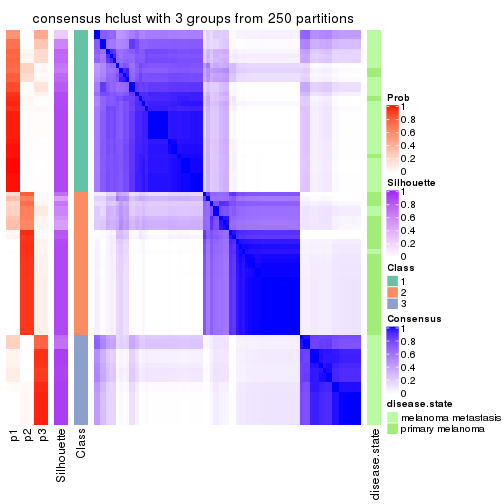 consensus hclust with 3 groups from 250 partitions
Prob
1
0.8
0.6
0.4
0.2
0
Silhouette
1
0.8
0.6
0.4
0.2
0
Class
1
2
3
Consensus
1
0.8
0.6
0.4
0.2
0
disease.state
melanoma metastasis
primary melanoma
p1
p2
p3
Silhouette
Class
disease.state